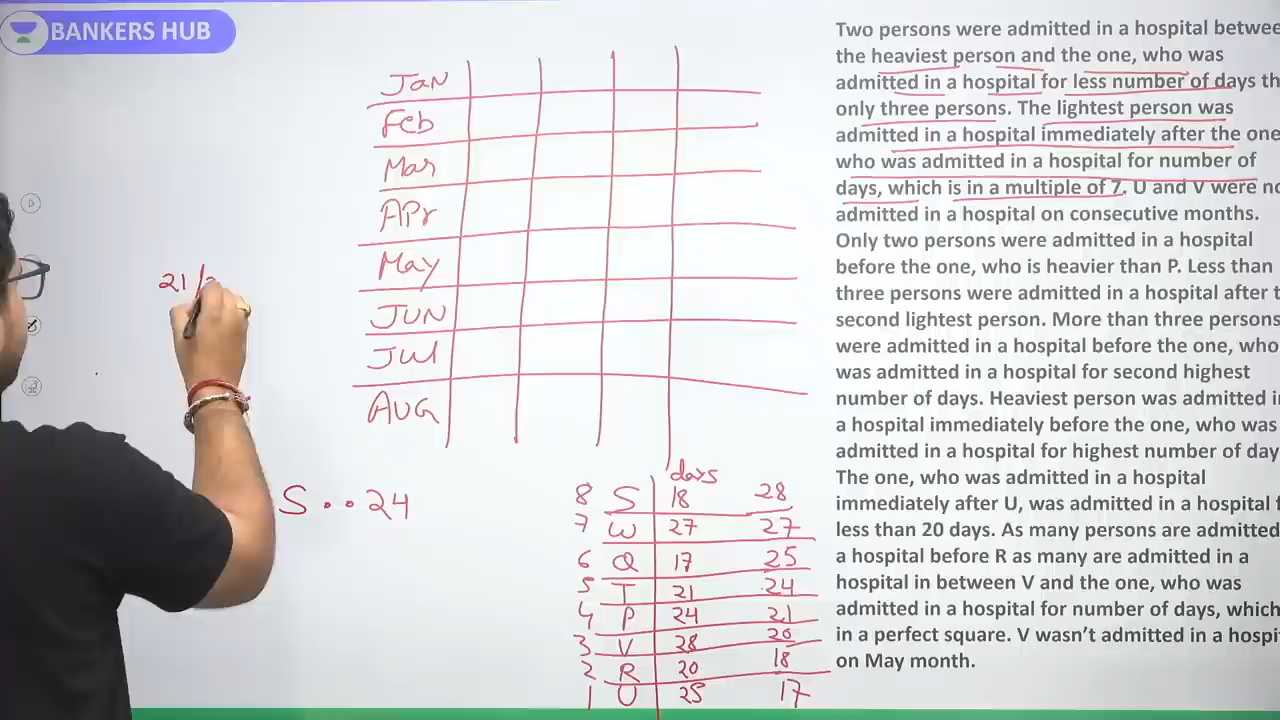 BANKERS HUB
Two persons were admitted in a hospital betwee
the heaviest person and the one, who was
admitted in a hospital for less number of days th
only three persons. The lightest person was
admitted in a hospital immediately after the one
who was admitted in a hospital for number of
days, which is in a multiple of 7. U and V were no
admitted in a hospital on consecutive months.
Only two persons were admitted in a hospital
before the one, who is heavier than P. Less than
three persons were admitted in a hospital after t
second lightest person. More than three persons
were admitted in a hospital before the one, who
was admitted in a hospital for second highest
number of days. Heaviest person was admitted i
a hospital immediately before the one, who was
admitted in a hospital for highest number of day
The one, who was admitted in a hospital
immediately after U, was admitted in a hospital f
less than 20 days. As many persons are admitted
a hospital before R as many are admitted in a
hospital in between V and the one, who was
admitted in a hospital for number of days, which
in a perfect square. V wasn't admitted in a hospi
on May month.
Jan
Feb
Mar
APr
May
JUN
Jul
AUG
21/
S • • 24
days
8 S 18 28
7 W 27 27
6 Q 17 25
5 T 21 24
4 P 24 21
3 V 28 20
2 R 20 18
1 U 25 17